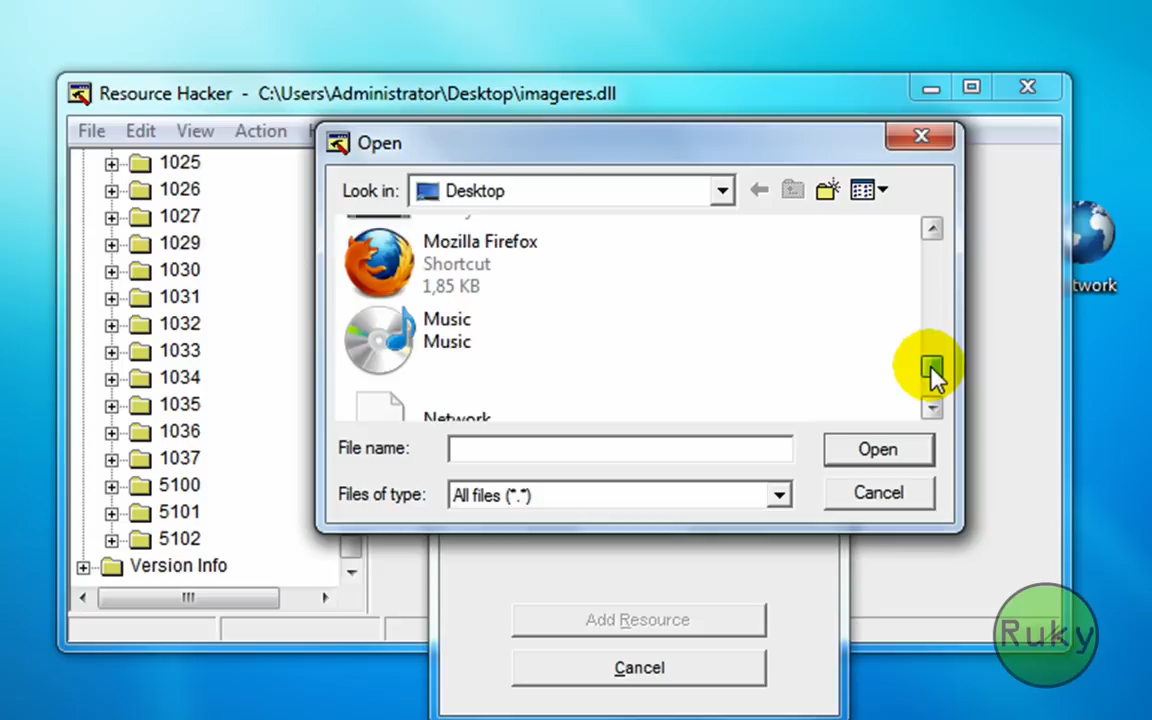 Resource Hacker - C:\Users\Administrator\Desktop\imageres.dll
File Edit View Action
1025
1026
1027
1029
1030
1031
1032
1033
1034
1035
1036
1037
5100
5101
5102
Version Info
Open
Look in: Desktop
Mozilla Firefox
Shortcut
1,85 KB
Music
Music
Network
File name:
Open
Files of type: All files (*.*)
Cancel
Add Resource
Cancel
twork
Ruky